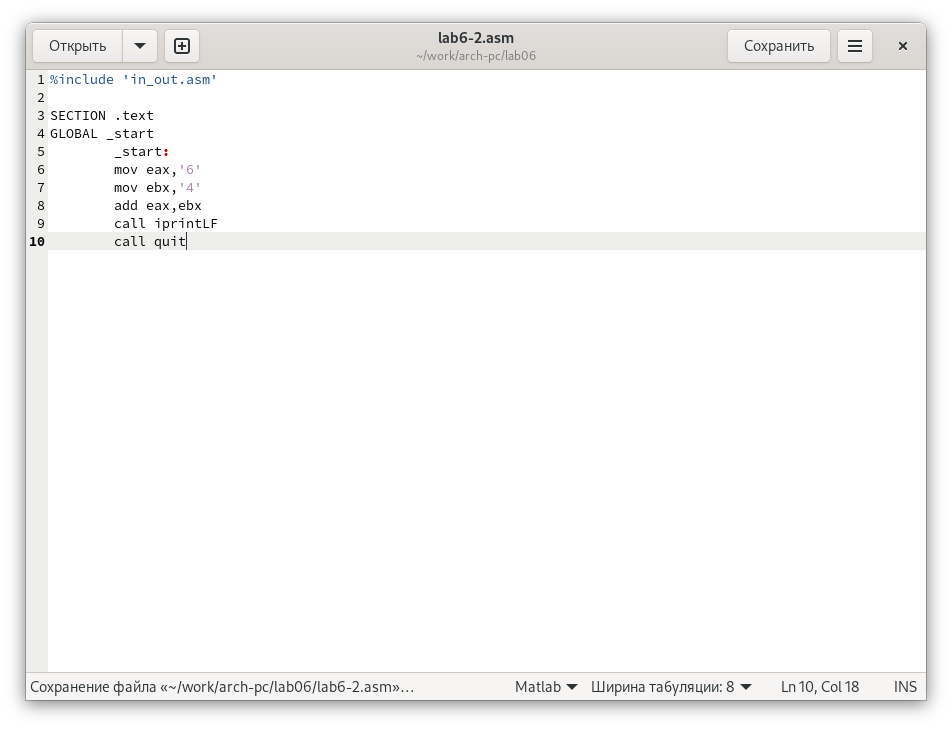 Открыть
lab6-2.asm
~/work/arch-pc/lab06
Сохранить
1 %include 'in_out.asm'
2
3 SECTION .text
4 GLOBAL _start
5 _start:
6 mov eax,'6'
7 mov ebx,'4'
8 add eax,ebx
9 call iprintLF
10 call quit
Сохранение файла «~/work/arch-pc/lab06/lab6-2.asm»… Matlab Ширина табуляции: 8 Ln 10, Col 18 INS